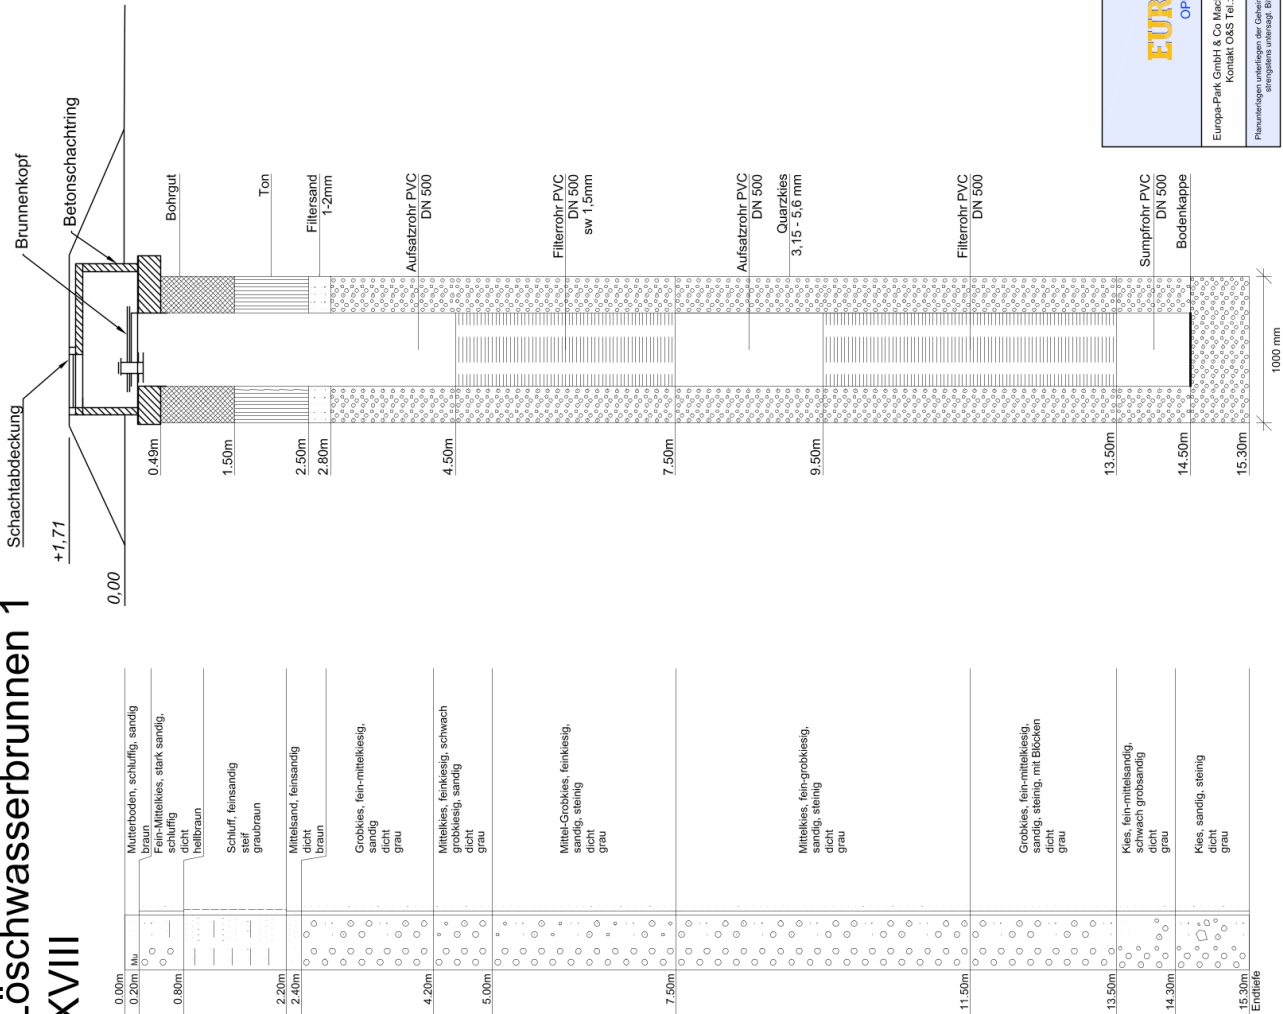 Löschwasserbrunnen 1
XVIII
0.00m
0.20m
Mu
0.80m
2.20m
2.40m
4.20m
5.00m
7.50m
11.50m
13.50m
14.30m
15.30m
Endtiefe
Mutterboden, schluffig, sandig
braun
Fein-Mittelkies, stark sandig,
schluffig
dicht
hellbraun
Schluff, feinsandig
steif
graubraun
Mittelsand, feinsandig
dicht
braun
Grobkies, fein-mittelkiesig,
sandig
dicht
grau
Mittelkies, feinkiesig, schwach
grobkiesig, sandig
dicht
grau
Mittel-Grobkies, feinkiesig,
sandig, steinig
dicht
grau
Mittelkies, fein-grobkiesig,
sandig, steinig
dicht
grau
Grobkies, fein-mittelkiesig,
sandig, steinig, mit Blöcken
dicht
grau
Kies, fein-mittelsandig,
schwach grobsandig
dicht
grau
Kies, sandig, steinig
dicht
grau
Schachtabdeckung
+1,71
0,00
Brunnenkopf
Betonschachtring
0.49m
1.50m
2.50m
2.80m
4.50m
7.50m
9.50m
13.50m
14.50m
15.30m
Bohrgut
Ton
Filtersand
1-2mm
Aufsatzrohr PVC
DN 500
Filterrohr PVC
DN 500
sw 1,5mm
Aufsatzrohr PVC
DN 500
Quarzkies
3,15 - 5,6 mm
Filterrohr PVC
DN 500
Sumpfrohr PVC
DN 500
Bodenkappe
1000 mm
EUR
OP
Europa-Park GmbH & Co Mac
Kontakt O&S Tel.:
Planunterlagen unterliegen der Gehei
strengstens untersagt. Bi